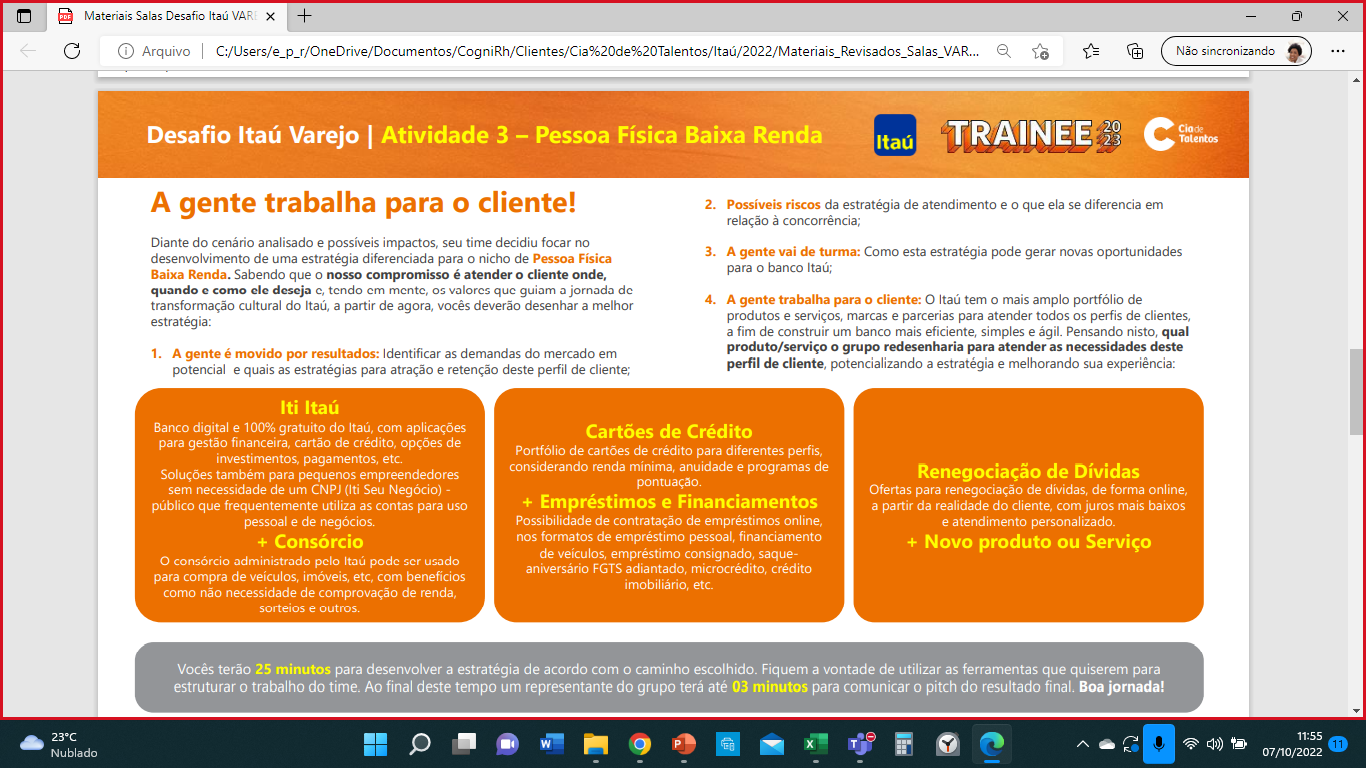 Materiais Salas Desafio Itaú VARE
Arquivo
C:/Users/e_p_r/OneDrive/Documentos/CogniRh/Clientes/Cia%20de%20Talentos/Itaú/2022/Materiais_Revisados_Salas_VAR...
Não sincronizando
Desafio Itaú Varejo | Atividade 3 – Pessoa Física Baixa Renda
Itaú
TRAINEE 2023
Cia de Talentos
A gente trabalha para o cliente!
Diante do cenário analisado e possíveis impactos, seu time decidiu focar no
desenvolvimento de uma estratégia diferenciada para o nicho de Pessoa Física
Baixa Renda. Sabendo que o nosso compromisso é atender o cliente onde,
quando e como ele deseja e, tendo em mente, os valores que guiam a jornada de
transformação cultural do Itaú, a partir de agora, vocês deverão desenhar a melhor
estratégia:
1. A gente é movido por resultados: Identificar as demandas do mercado em
potencial e quais as estratégias para atração e retenção deste perfil de cliente;
2. Possíveis riscos da estratégia de atendimento e o que ela se diferencia em
relação à concorrência;
3. A gente vai de turma: Como esta estratégia pode gerar novas oportunidades
para o banco Itaú;
4. A gente trabalha para o cliente: O Itaú tem o mais amplo portfólio de
produtos e serviços, marcas e parcerias para atender todos os perfis de clientes,
a fim de construir um banco mais eficiente, simples e ágil. Pensando nisto, qual
produto/serviço o grupo redesenharia para atender as necessidades deste
perfil de cliente, potencializando a estratégia e melhorando sua experiência:
Iti Itaú
Banco digital e 100% gratuito do Itaú, com aplicações
para gestão financeira, cartão de crédito, opções de
investimentos, pagamentos, etc.
Soluções também para pequenos empreendedores
sem necessidade de um CNPJ (Iti Seu Negócio) -
público que frequentemente utiliza as contas para uso
pessoal e de negócios.
+ Consórcio
O consórcio administrado pelo Itaú pode ser usado
para compra de veículos, imóveis, etc, com benefícios
como não necessidade de comprovação de renda,
sorteios e outros.
Cartões de Crédito
Portfólio de cartões de crédito para diferentes perfis,
considerando renda mínima, anuidade e programas de
pontuação.
+ Empréstimos e Financiamentos
Possibilidade de contratação de empréstimos online,
nos formatos de empréstimo pessoal, financiamento
de veículos, empréstimo consignado, saque-
aniversário FGTS adiantado, microcrédito, crédito
imobiliário, etc.
Renegociação de Dívidas
Ofertas para renegociação de dívidas, de forma online,
a partir da realidade do cliente, com juros mais baixos
e atendimento personalizado.
+ Novo produto ou Serviço
Vocês terão 25 minutos para desenvolver a estratégia de acordo com o caminho escolhido. Fiquem a vontade de utilizar as ferramentas que quiserem para
estruturar o trabalho do time. Ao final deste tempo um representante do grupo terá até 03 minutos para comunicar o pitch do resultado final. Boa jornada!
23°C
Nublado
11:55
07/10/2022
11